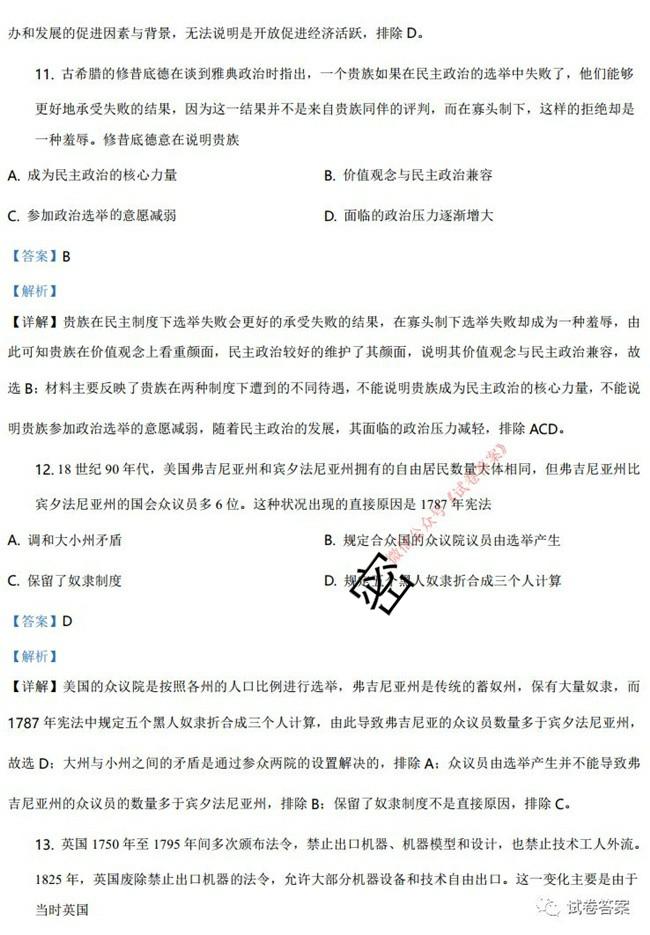 办和发展的促进因素与背景，无法说明是开放促进经济活跃，排除 D。
11. 古希腊的修昔底德在谈到雅典政治时指出，一个贵族如果在民主政治的选举中失败了，他们能够
更好地承受失败的结果，因为这一结果并不是来自贵族同伴的评判，而在寡头制下，这样的拒绝却是
一种羞辱。修昔底德意在说明贵族
A. 成为民主政治的核心力量 B. 价值观念与民主政治兼容
C. 参加政治选举的意愿减弱 D. 面临的政治压力逐渐增大
【答案】B
【解析】
【详解】贵族在民主制度下选举失败会更好的承受失败的结果，在寡头制下选举失败却成为一种羞辱，由
此可知贵族在价值观念上看重颜面，民主政治较好的维护了其颜面，说明其价值观念与民主政治兼容，故
选 B；材料主要反映了贵族在两种制度下遭到的不同待遇，不能说明贵族成为民主政治的核心力量，不能说
明贵族参加政治选举的意愿减弱，随着民主政治的发展，其面临的政治压力减轻，排除 ACD。
12. 18 世纪 90 年代，美国弗吉尼亚州和宾夕法尼亚州拥有的自由居民数量大体相同，但弗吉尼亚州比
宾夕法尼亚州的国会众议员多 6 位。这种状况出现的直接原因是 1787 年宪法
A. 调和大小州矛盾 B. 规定合众国的众议院议员由选举产生
C. 保留了奴隶制度 D. 规定五个黑人奴隶折合成三个人计算
微信公众号《试卷答案》
密
【答案】D
【解析】
【详解】美国的众议院是按照各州的人口比例进行选举，弗吉尼亚州是传统的蓄奴州，保有大量奴隶，而
1787 年宪法中规定五个黑人奴隶折合成三个人计算，由此导致弗吉尼亚的众议员数量多于宾夕法尼亚州，
故选 D；大州与小州之间的矛盾是通过参众两院的设置解决的，排除 A；众议员由选举产生并不能导致弗
吉尼亚州的众议员的数量多于宾夕法尼亚州，排除 B；保留了奴隶制度不是直接原因，排除 C。
13. 英国 1750 年至 1795 年间多次颁布法令，禁止出口机器、机器模型和设计，也禁止技术工人外流。
1825 年，英国废除禁止出口机器的法令，允许大部分机器设备和技术自由出口。这一变化主要是由于
当时英国
试卷答案